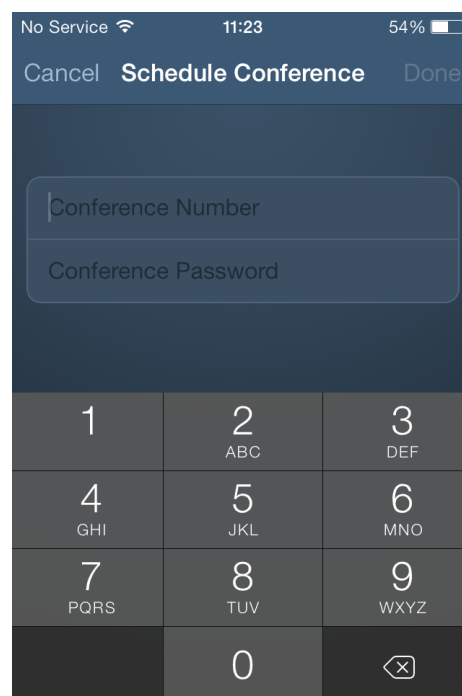 No Service 11:23 54%
Cancel Schedule Conference Done
Conference Number
Conference Password
1 2 3
ABC DEF
4 5 6
GHI JKL MNO
7 8 9
PQRS TUV WXYZ
0